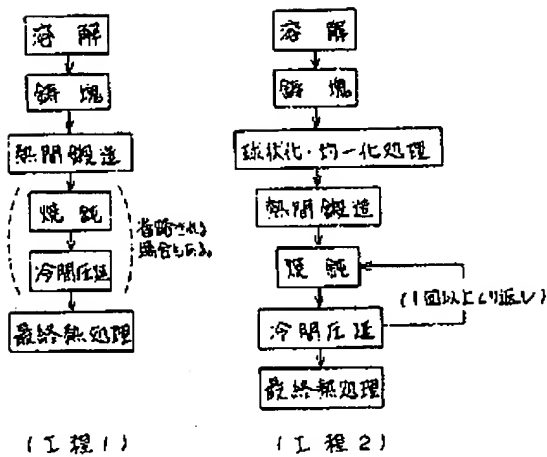 溶解
鋳塊
熱間鍛造
焼鈍
冷間圧延
省略される
場合もある。
最終熱処理
(工程1)
溶解
鋳塊
球状化・均一化処理
熱間鍛造
焼鈍
冷間圧延
(1回以上くり返し)
最終熱処理
(工程2)